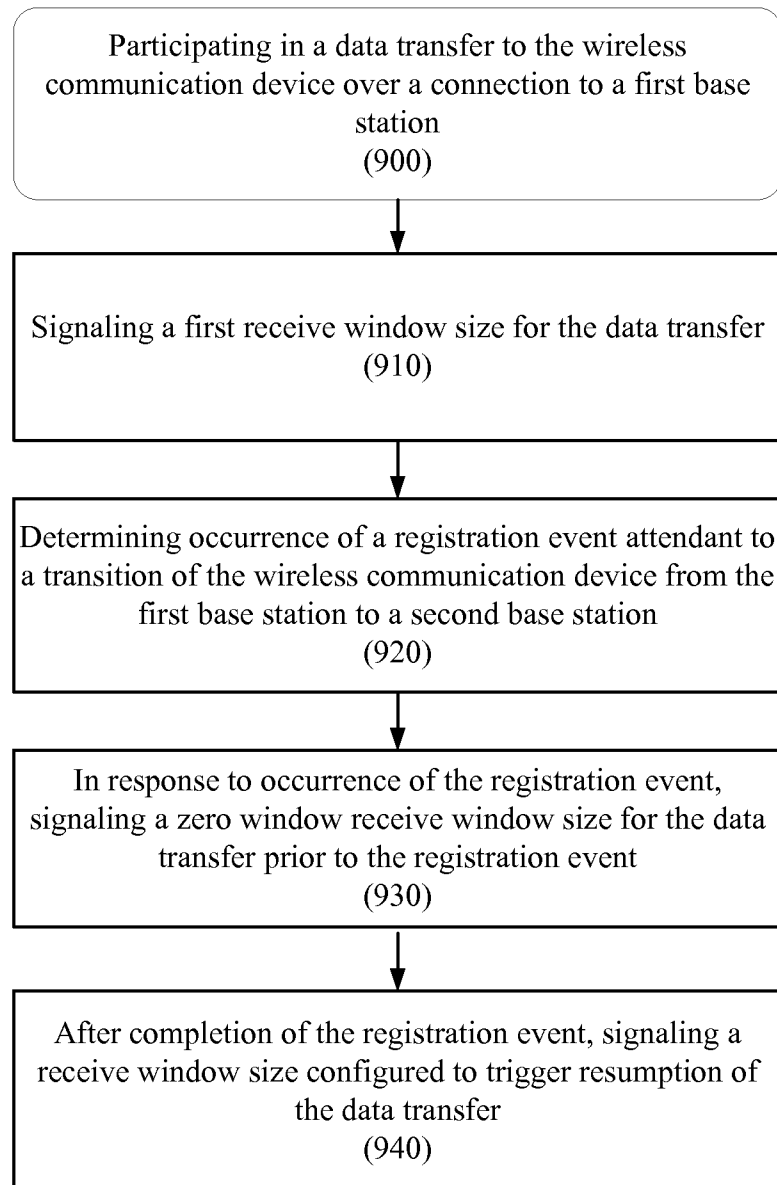 Participating in a data transfer to the wireless
communication device over a connection to a first base
station
(900)
Signaling a first receive window size for the data transfer
(910)
Determining occurrence of a registration event attendant to
a transition of the wireless communication device from the
first base station to a second base station
(920)
In response to occurrence of the registration event,
signaling a zero window receive window size for the data
transfer prior to the registration event
(930)
After completion of the registration event, signaling a
receive window size configured to trigger resumption of
the data transfer
(940)